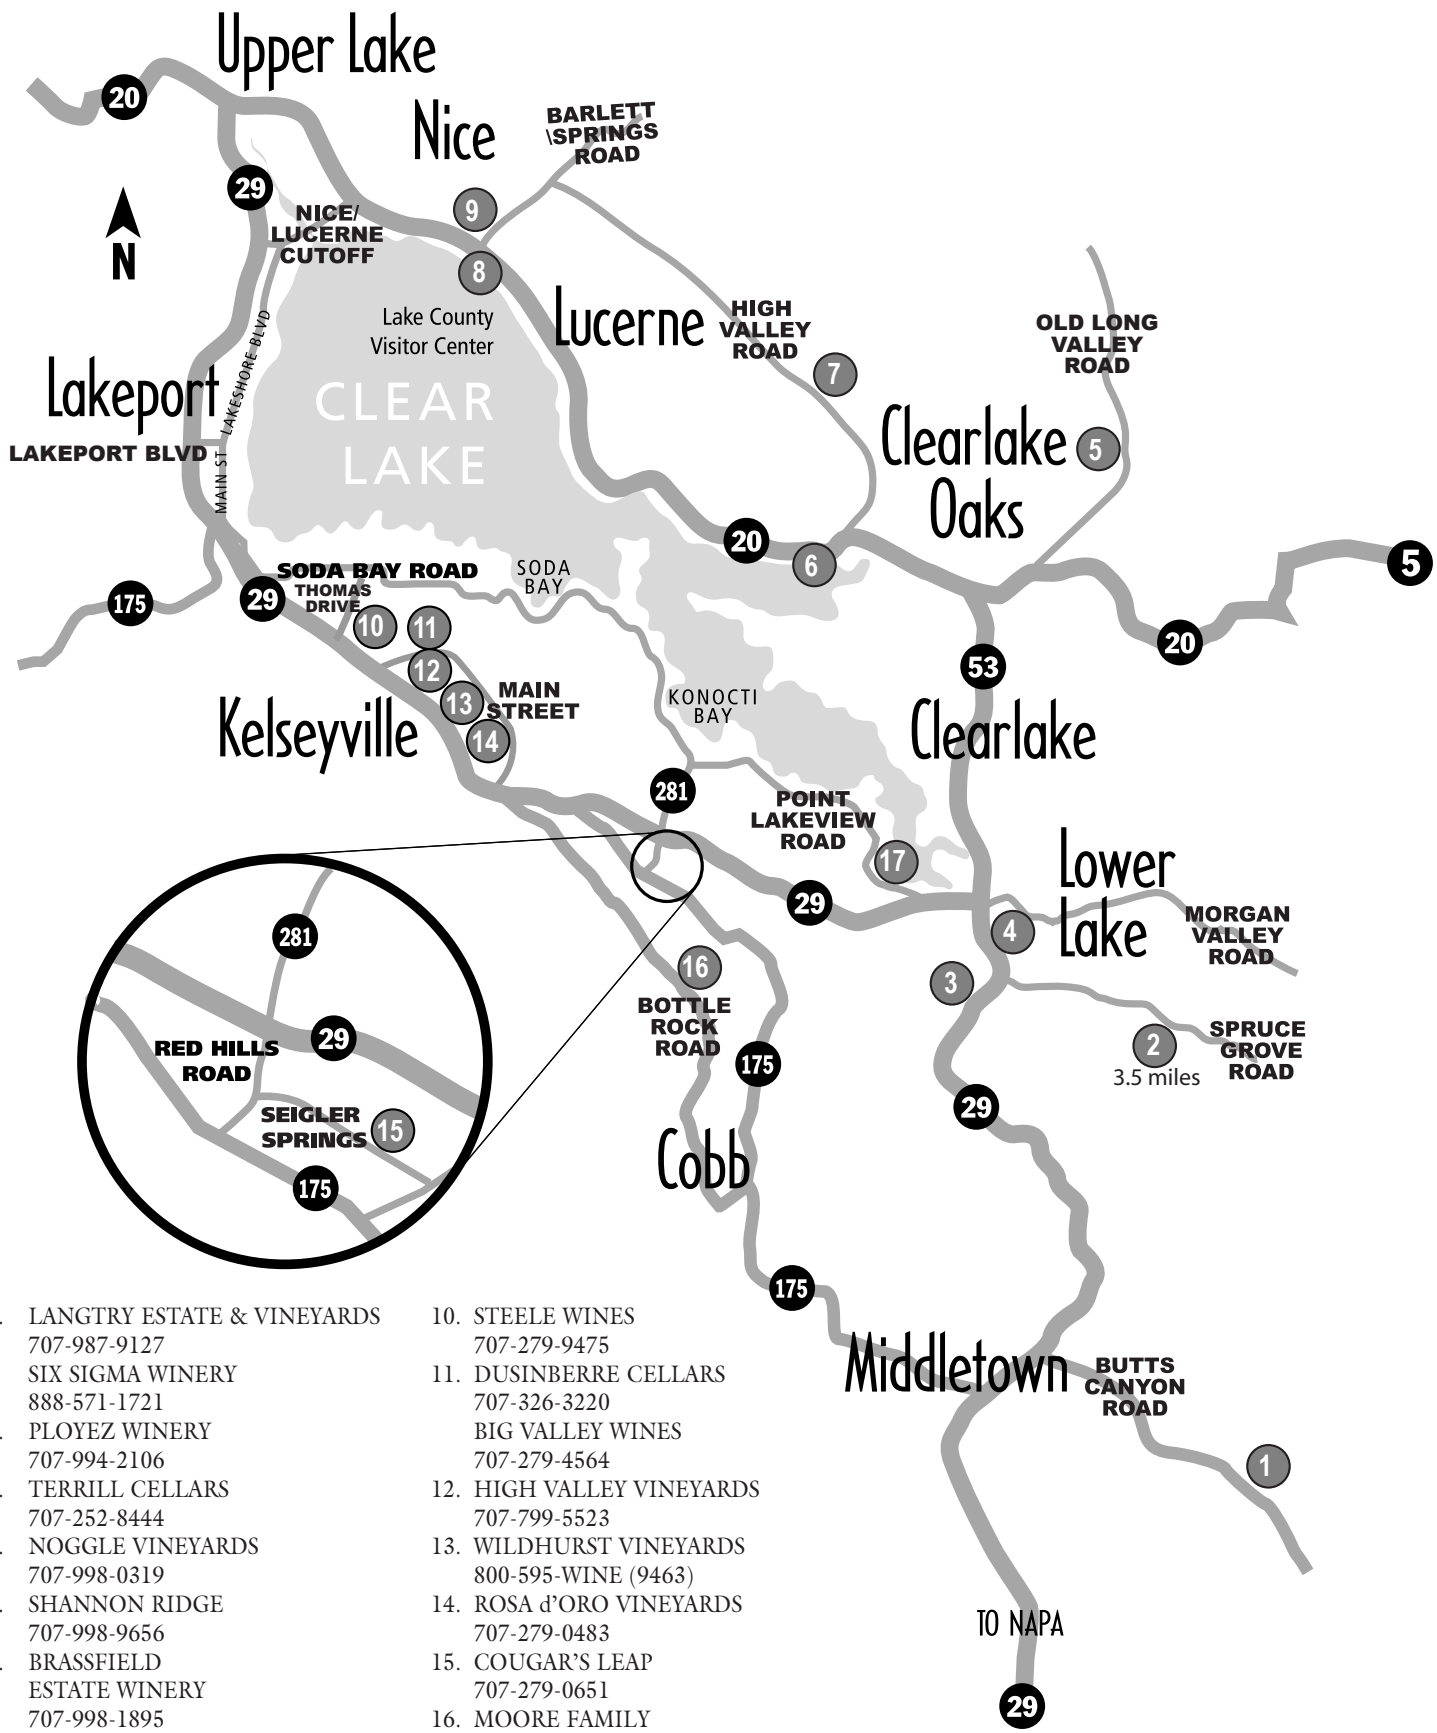 Upper Lake
20
Nice
BARLETT
\SPRINGS
ROAD
29
9
NICE/
LUCERNE
CUTOFF
N
8
Lake County
Visitor Center
Lucerne
HIGH
VALLEY
ROAD
7
OLD LONG
VALLEY
ROAD
Lakeport
LAKESHORE BLVD
CLEAR
LAKE
Clearlake
Oaks
5
LAKEPORT BLVD
MAIN ST
20
6
5
SODA BAY ROAD
SODA
BAY
THOMAS
DRIVE
175
29
10
11
12
13
14
MAIN
STREET
53
20
Kelseyville
KONOCTI
BAY
Clearlake
281
POINT
LAKEVIEW
ROAD
17
Lower
Lake
29
4
MORGAN
VALLEY
ROAD
3
16
BOTTLE
ROCK
ROAD
2
3.5 miles
SPRUCE
GROVE
ROAD
281
29
RED HILLS
ROAD
SEIGLER
SPRINGS
15
175
175
29
Cobb
175
Middletown
BUTTS
CANYON
ROAD
1
TO NAPA
29
. LANGTRY ESTATE & VINEYARDS
707-987-9127
SIX SIGMA WINERY
888-571-1721
. PLOYEZ WINERY
707-994-2106
. TERRILL CELLARS
707-252-8444
. NOGGLE VINEYARDS
707-998-0319
. SHANNON RIDGE
707-998-9656
. BRASSFIELD
ESTATE WINERY
707-998-1895
10. STEELE WINES
707-279-9475
11. DUSINBERRE CELLARS
707-326-3220
BIG VALLEY WINES
707-279-4564
12. HIGH VALLEY VINEYARDS
707-799-5523
13. WILDHURST VINEYARDS
800-595-WINE (9463)
14. ROSA d'ORO VINEYARDS
707-279-0483
15. COUGAR'S LEAP
707-279-0651
16. MOORE FAMILY